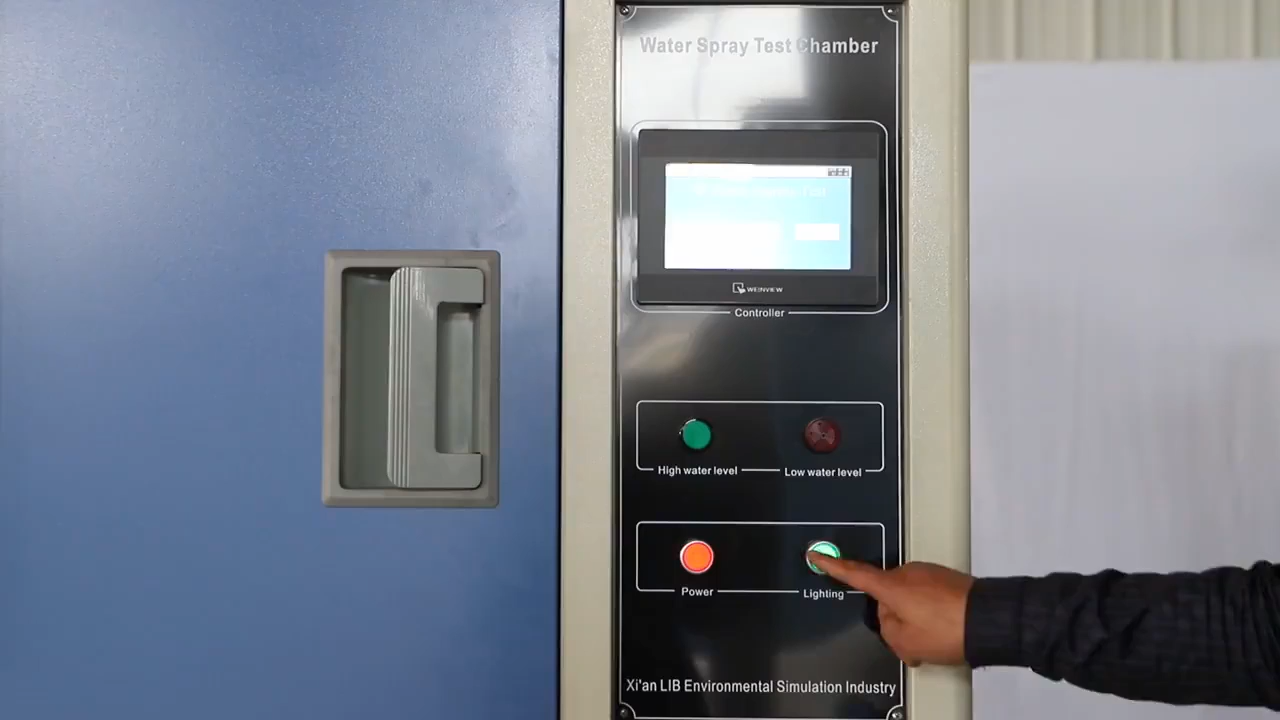 Water Spray Test Chamber
WEINVIEW
Controller
High water level
Low water level
Power
Lighting
Xi'an LIB Environmental Simulation Industry